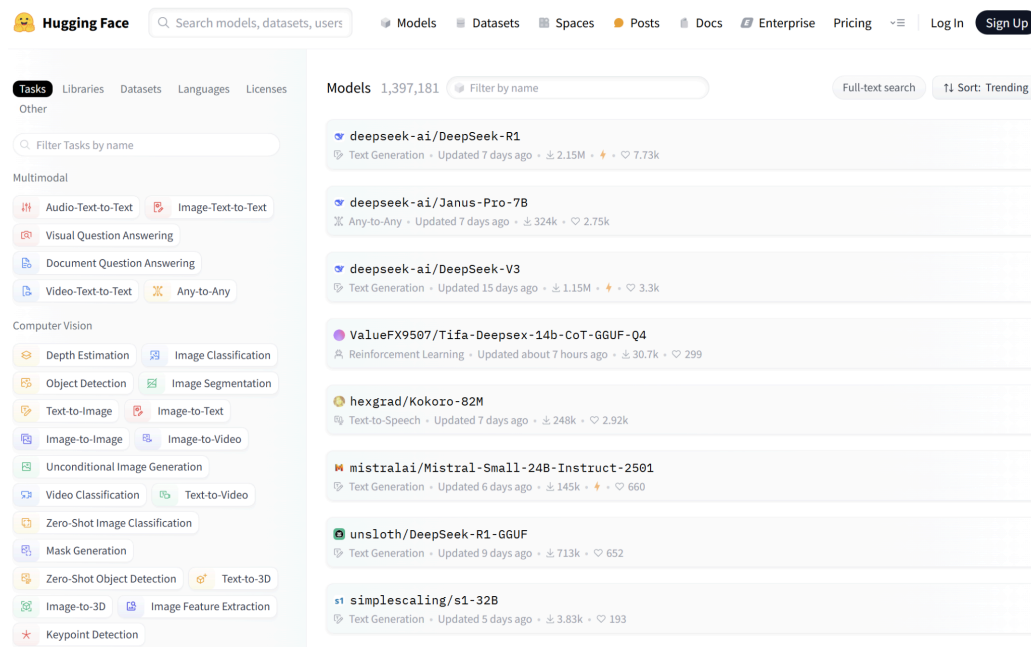 Hugging Face
Search models, datasets, users
Models
Datasets
Spaces
Posts
Docs
Enterprise
Pricing
Log In
Sign Up
Tasks Libraries Datasets Languages Licenses
Other
Filter Tasks by name
Multimodal
Audio-Text-to-Text Image-Text-to-Text
Visual Question Answering
Document Question Answering
Video-Text-to-Text Any-to-Any
Computer Vision
Depth Estimation Image Classification
Object Detection Image Segmentation
Text-to-Image Image-to-Text
Image-to-Image Image-to-Video
Unconditional Image Generation
Video Classification Text-to-Video
Zero-Shot Image Classification
Mask Generation
Zero-Shot Object Detection Text-to-3D
Image-to-3D Image Feature Extraction
Keypoint Detection
Models 1,397,181 Filter by name Full-text search Sort: Trending
deepseek-ai/DeepSeek-R1
Text Generation • Updated 7 days ago • 2.15M • 7.73k
deepseek-ai/Janus-Pro-7B
Any-to-Any • Updated 7 days ago • 324k • 2.75k
deepseek-ai/DeepSeek-V3
Text Generation • Updated 15 days ago • 1.15M • 3.3k
ValueFX9507/Tifa-Deepsex-14b-CoT-GGUF-Q4
Reinforcement Learning • Updated about 7 hours ago • 30.7k • 299
hexgrad/Kokoro-82M
Text-to-Speech • Updated 7 days ago • 248k • 2.92k
mistralai/Mistral-Small-24B-Instruct-2501
Text Generation • Updated 6 days ago • 145k • 660
unsloth/DeepSeek-R1-GGUF
Text Generation • Updated 9 days ago • 713k • 652
s1 simplescaling/s1-32B
Text Generation • Updated 5 days ago • 3.83k • 193